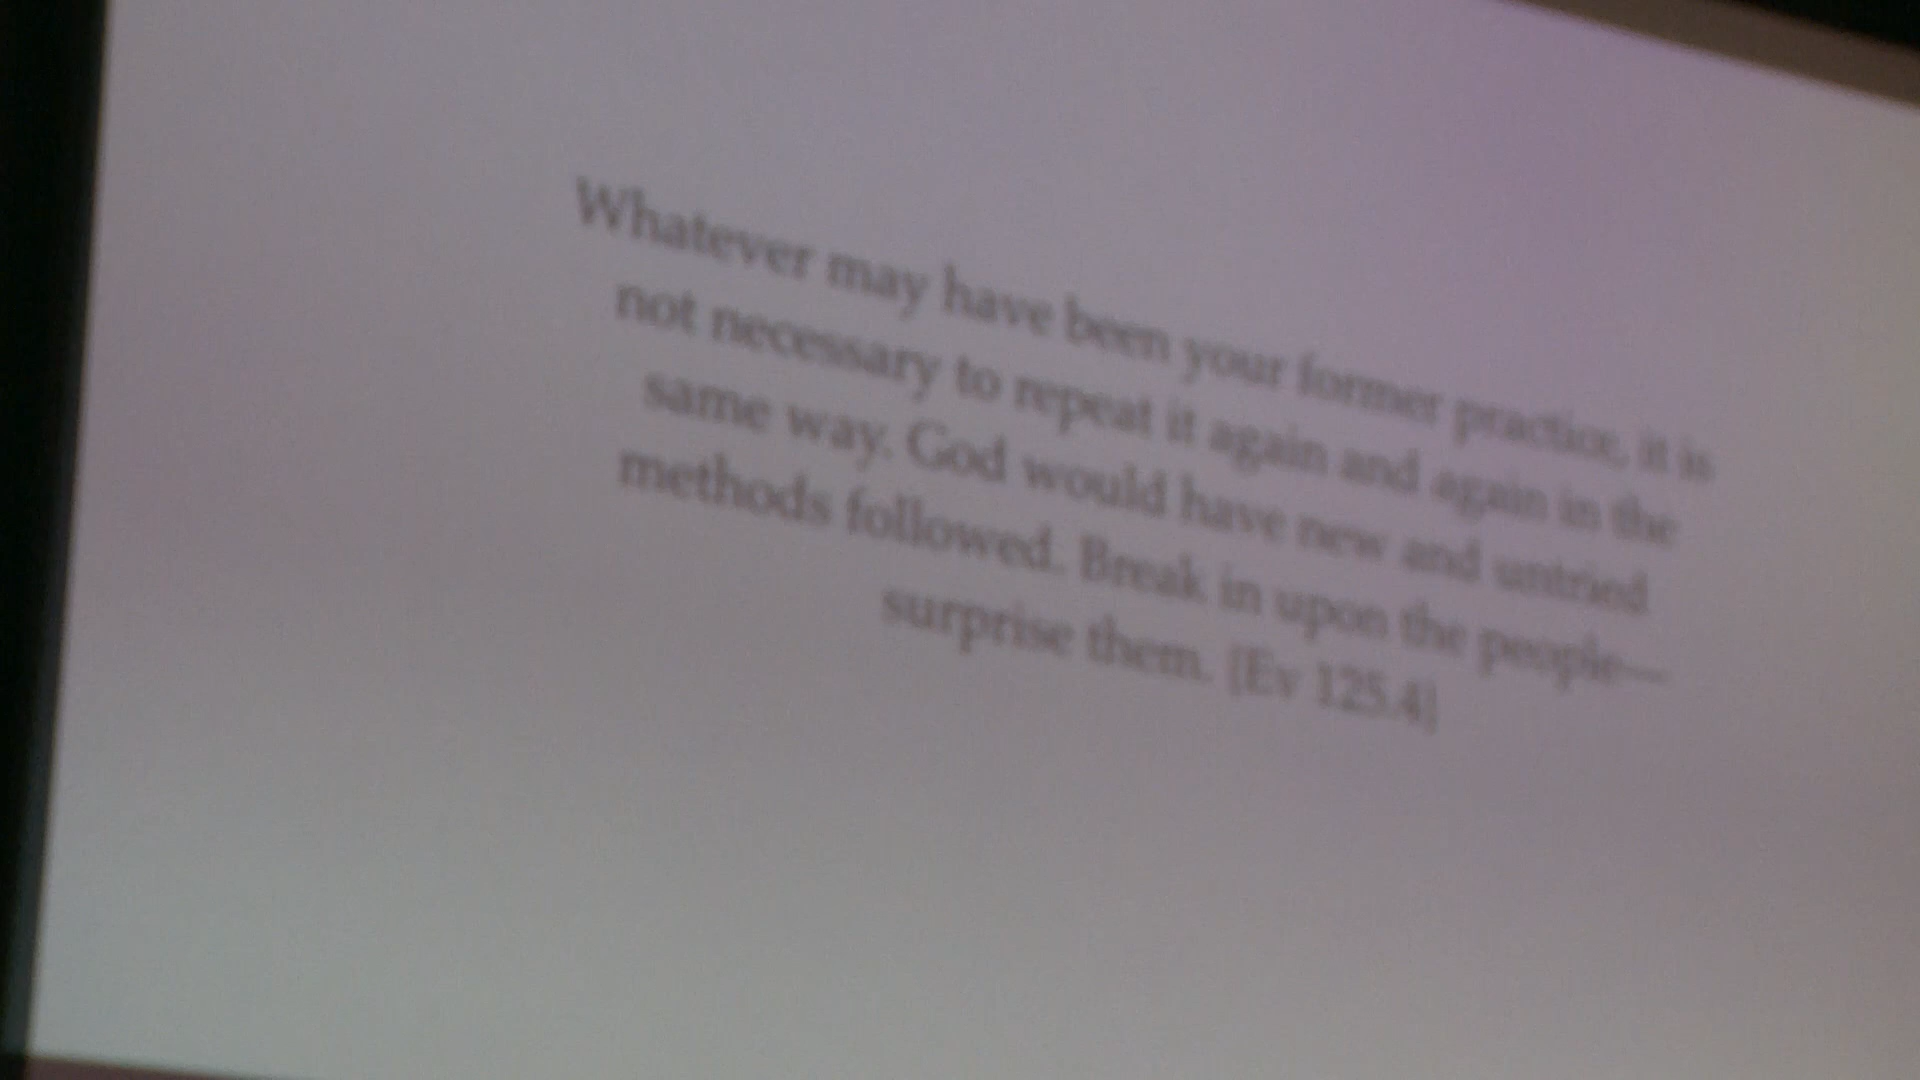 Whatever may have been your former practice, it is
not necessary to repeat it again and again in the
same way. God would have new and untried
methods followed. Break in upon the people—
surprise them. {Ev 125.4}